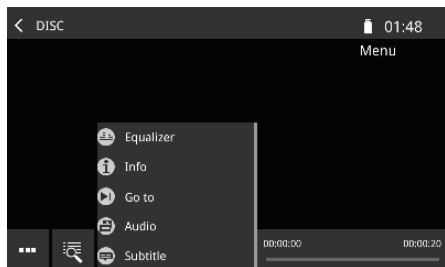 DISC
01:48
Menu
Equalizer
Info
Go to
Audio
Subtitle
00:00:00
00:00:20